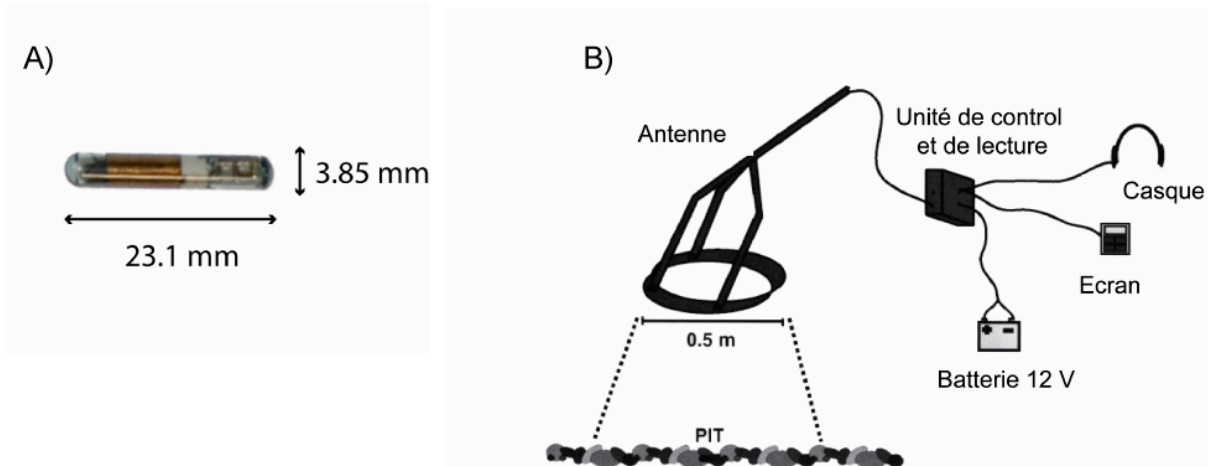 A)
3.85 mm
23.1 mm
B)
Antenne
Unité de control
et de lecture
Casque
Ecran
0.5 m
Batterie 12 V
PIT